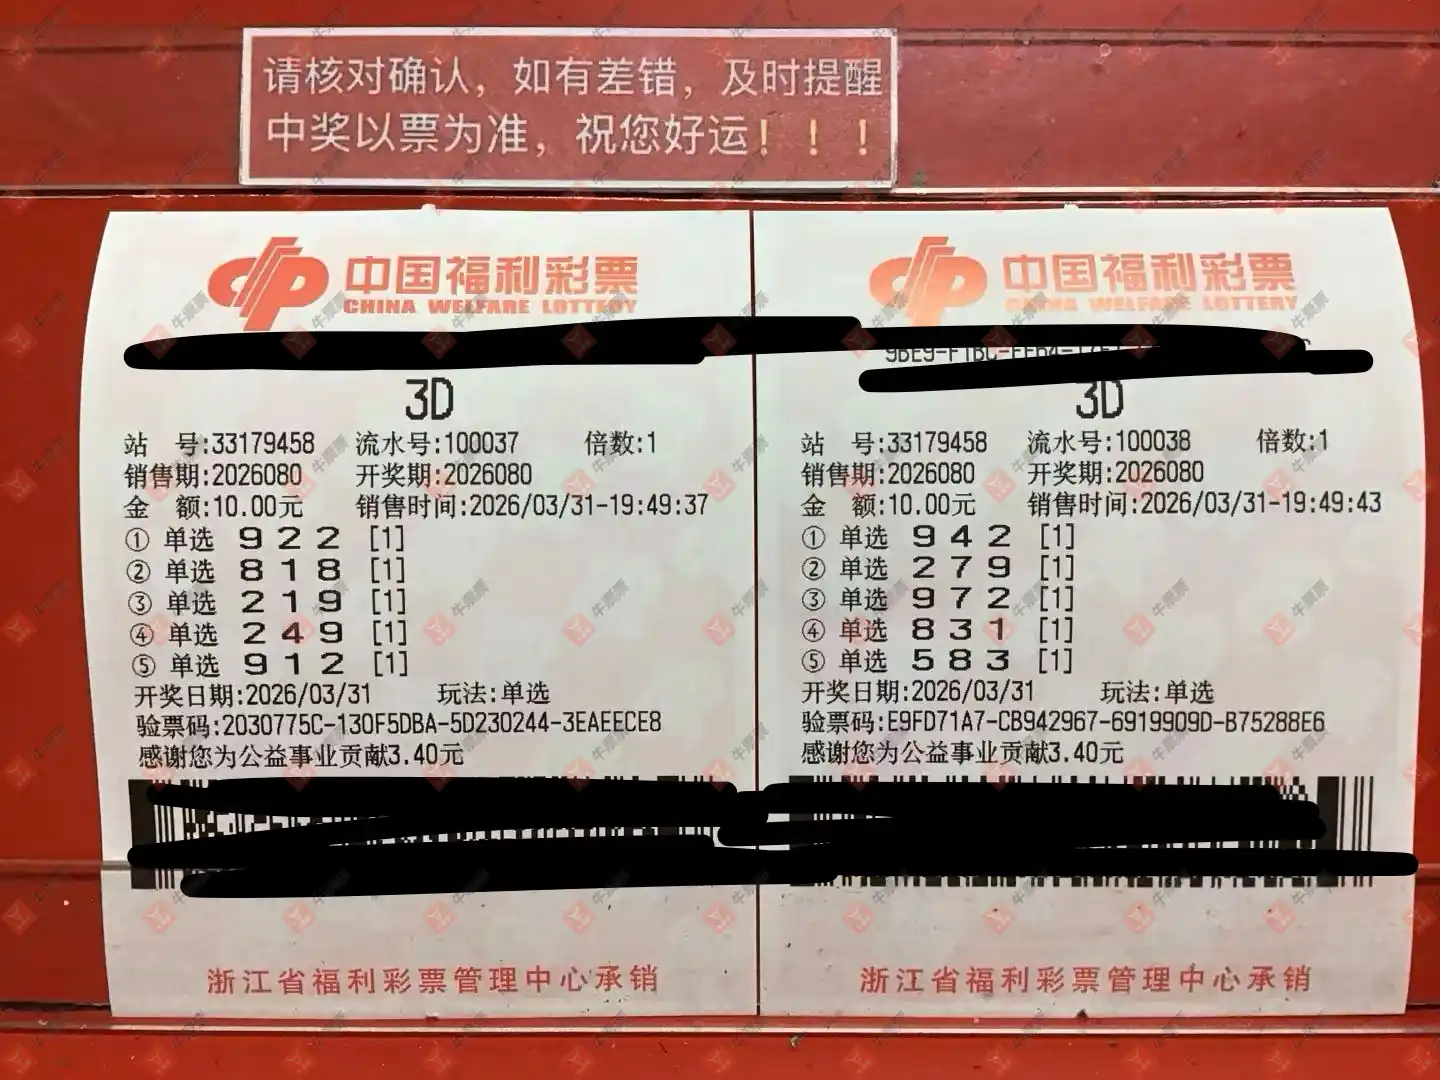 请核对确认，如有差错，及时提醒
中奖以票为准，祝您好运！！！
中国福利彩票
CHINA WELFARE LOTTERY
3D
站 号:33179458 流水号:100037 倍数:1
销售期:2026080 开奖期:2026080
金 额:10.00元 销售时间:2026/03/31-19:49:37
① 单选 9 2 2 [1]
② 单选 8 1 8 [1]
③ 单选 2 1 9 [1]
④ 单选 2 4 9 [1]
⑤ 单选 9 1 2 [1]
开奖日期:2026/03/31 玩法:单选
验票码:2030775C-130F5DBA-5D230244-3EAEECE8
感谢您为公益事业贡献3.40元
浙江省福利彩票管理中心承销
中国福利彩票
CHINA WELFARE LOTTERY
3D
站 号:33179458 流水号:100038 倍数:1
销售期:2026080 开奖期:2026080
金 额:10.00元 销售时间:2026/03/31-19:49:43
① 单选 9 4 2 [1]
② 单选 2 7 9 [1]
③ 单选 9 7 2 [1]
④ 单选 8 3 1 [1]
⑤ 单选 5 8 3 [1]
开奖日期:2026/03/31 玩法:单选
验票码:E9FD71A7-CB942967-6919909D-B75288E6
感谢您为公益事业贡献3.40元
浙江省福利彩票管理中心承销